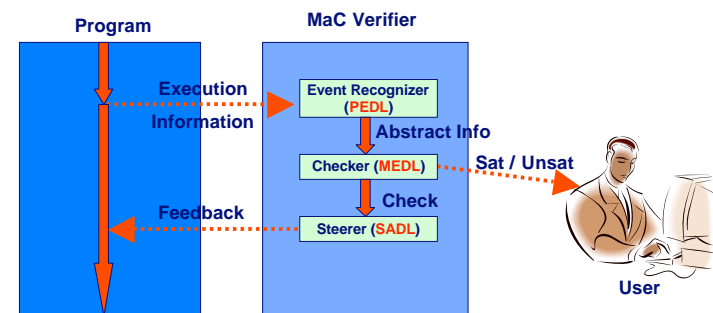 Program
MaC Verifier
Execution
Information
Event Recognizer
(PEDL)
Abstract Info
Checker (MEDL)
Sat / Unsat
Check
Feedback
Steerer (SADL)
User